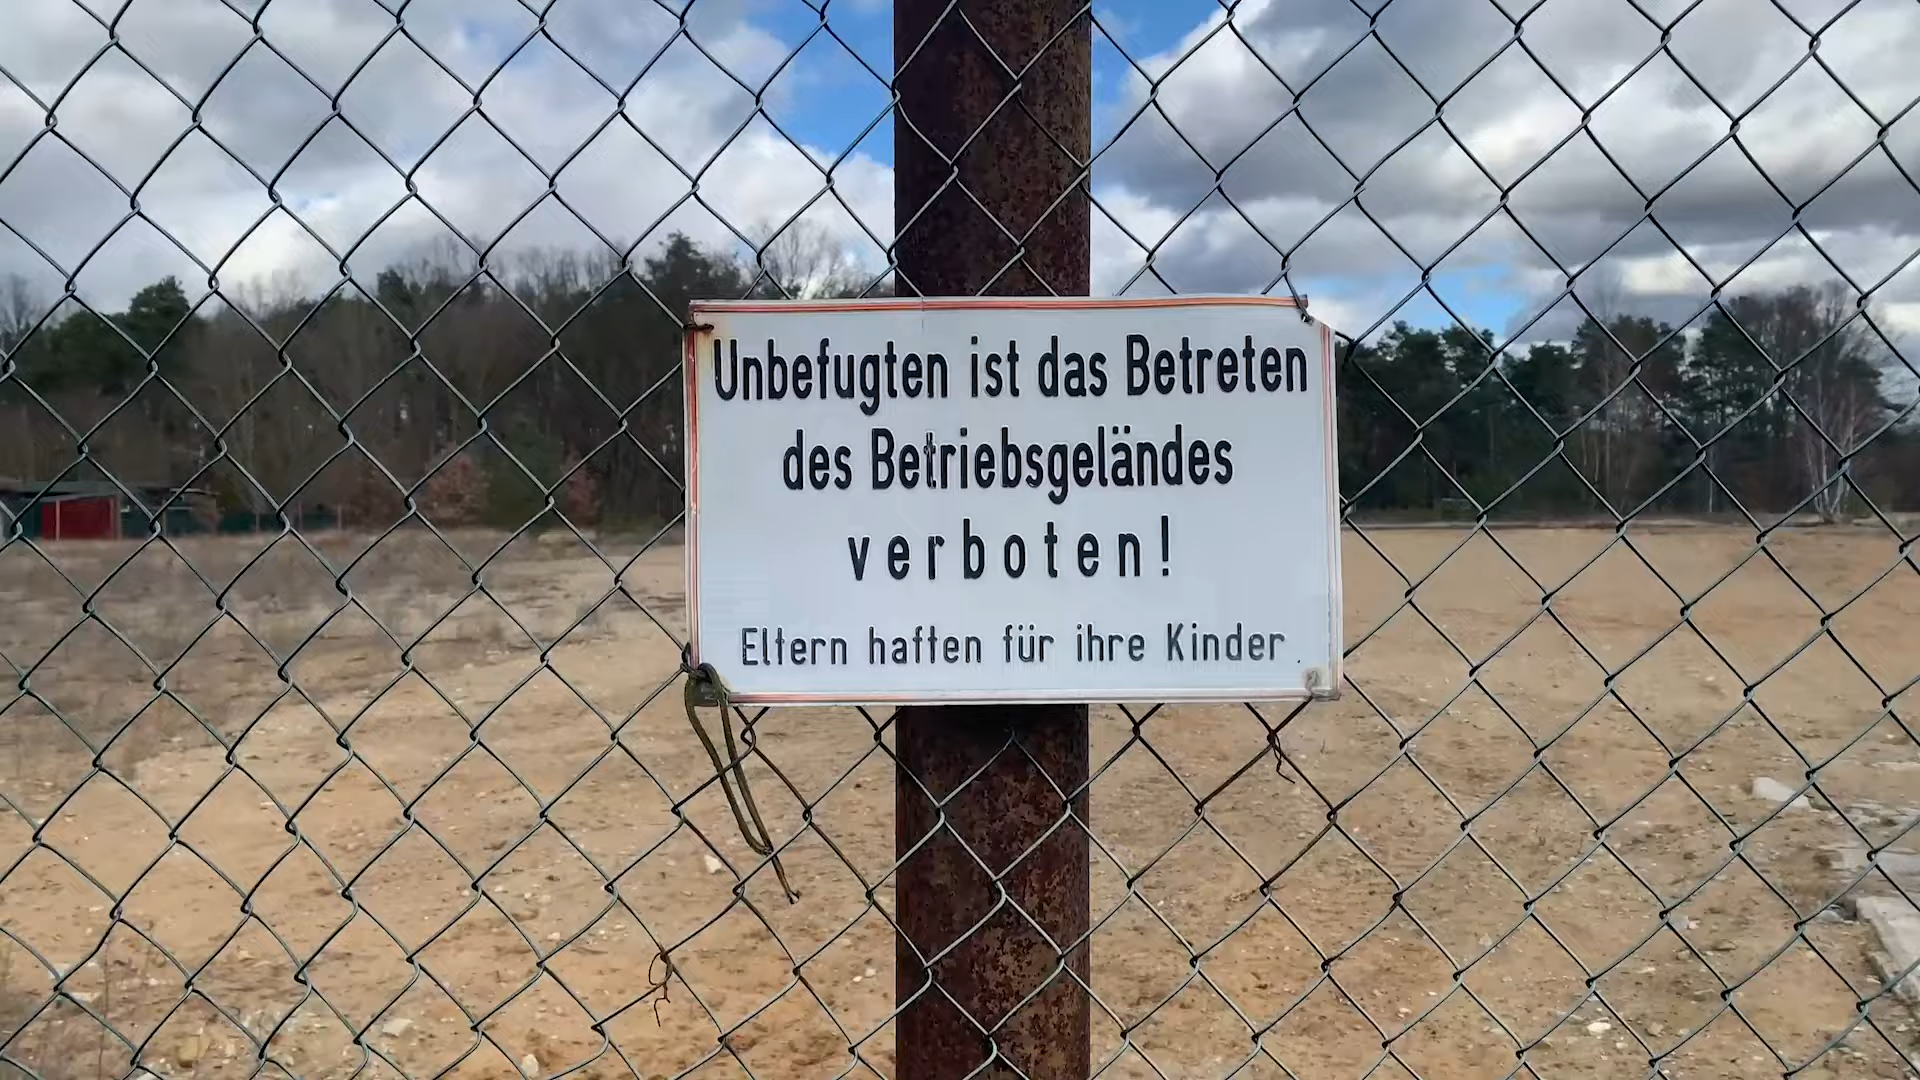 Unbefugten ist das Betreten
des Betriebsgeländes
verboten!
Eltern haften für ihre Kinder.